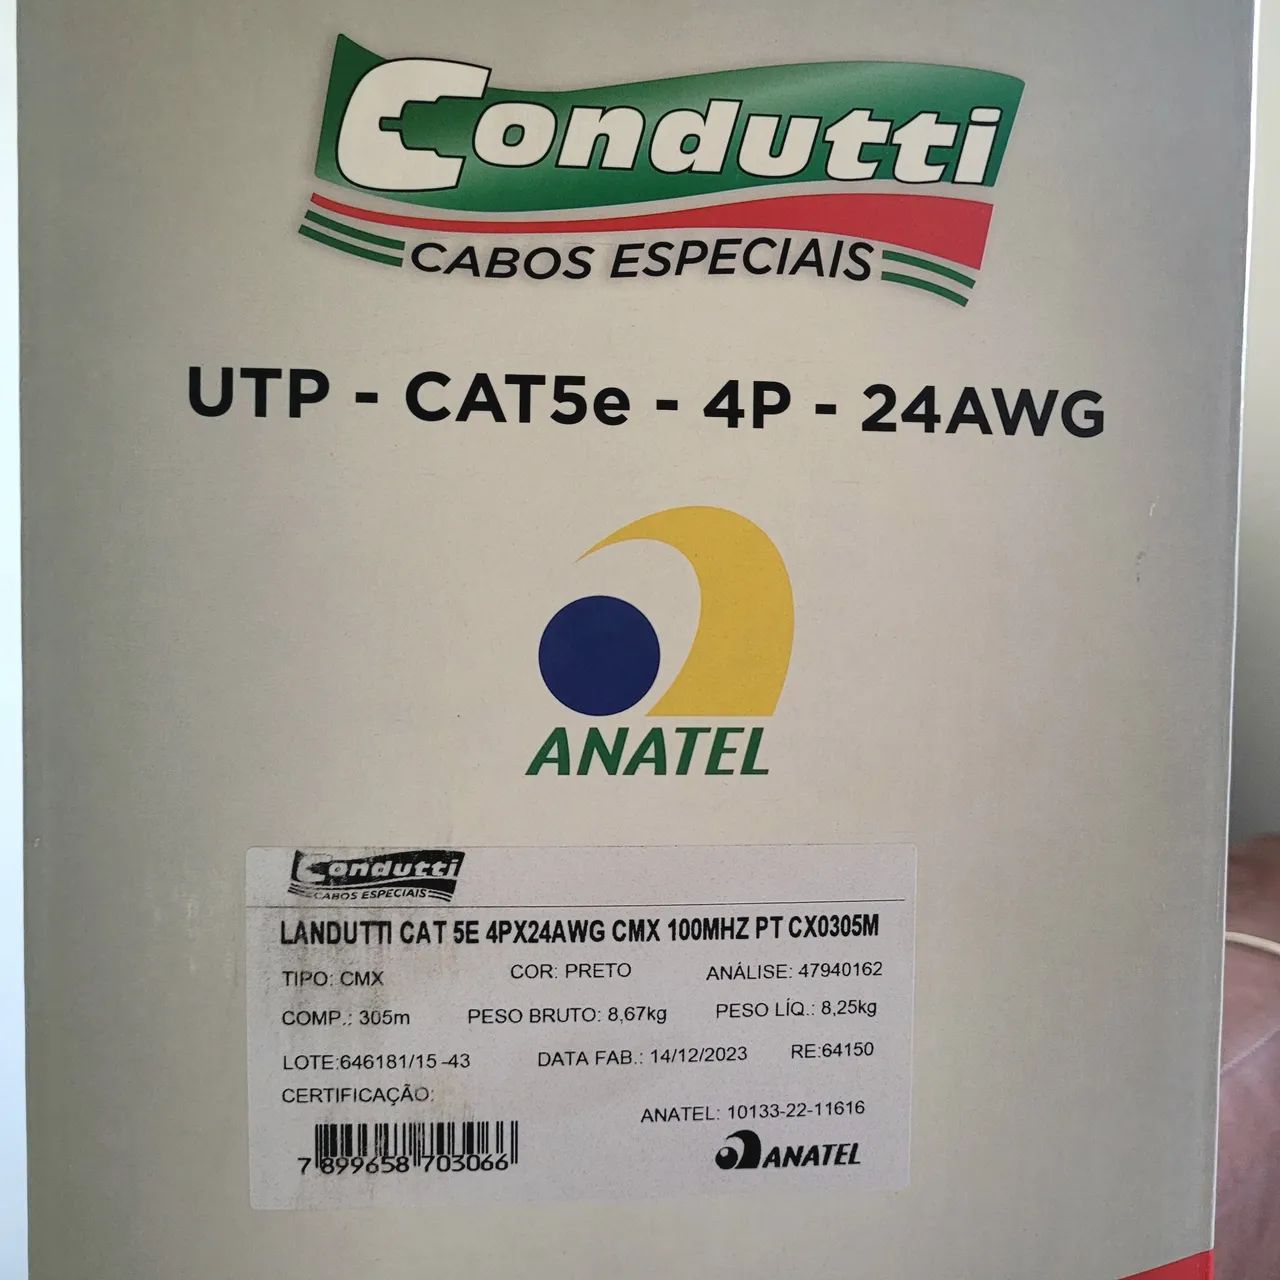 Condutti
CABOS ESPECIAIS
UTP - CAT5e - 4P - 24AWG
ANATEL
Condutti
CABOS ESPECIAIS
LANDUTTI CAT 5E 4PX24AWG CMX 100MHZ PT CX0305M
TIPO: CMX COR: PRETO ANÁLISE: 47940162
COMP.: 305m PESO BRUTO: 8,67kg PESO LÍQ.: 8,25kg
LOTE:646181/15 -43 DATA FAB.: 14/12/2023 RE:64150
CERTIFICAÇÃO:
ANATEL: 10133-22-11616
7 899658 703066
ANATEL